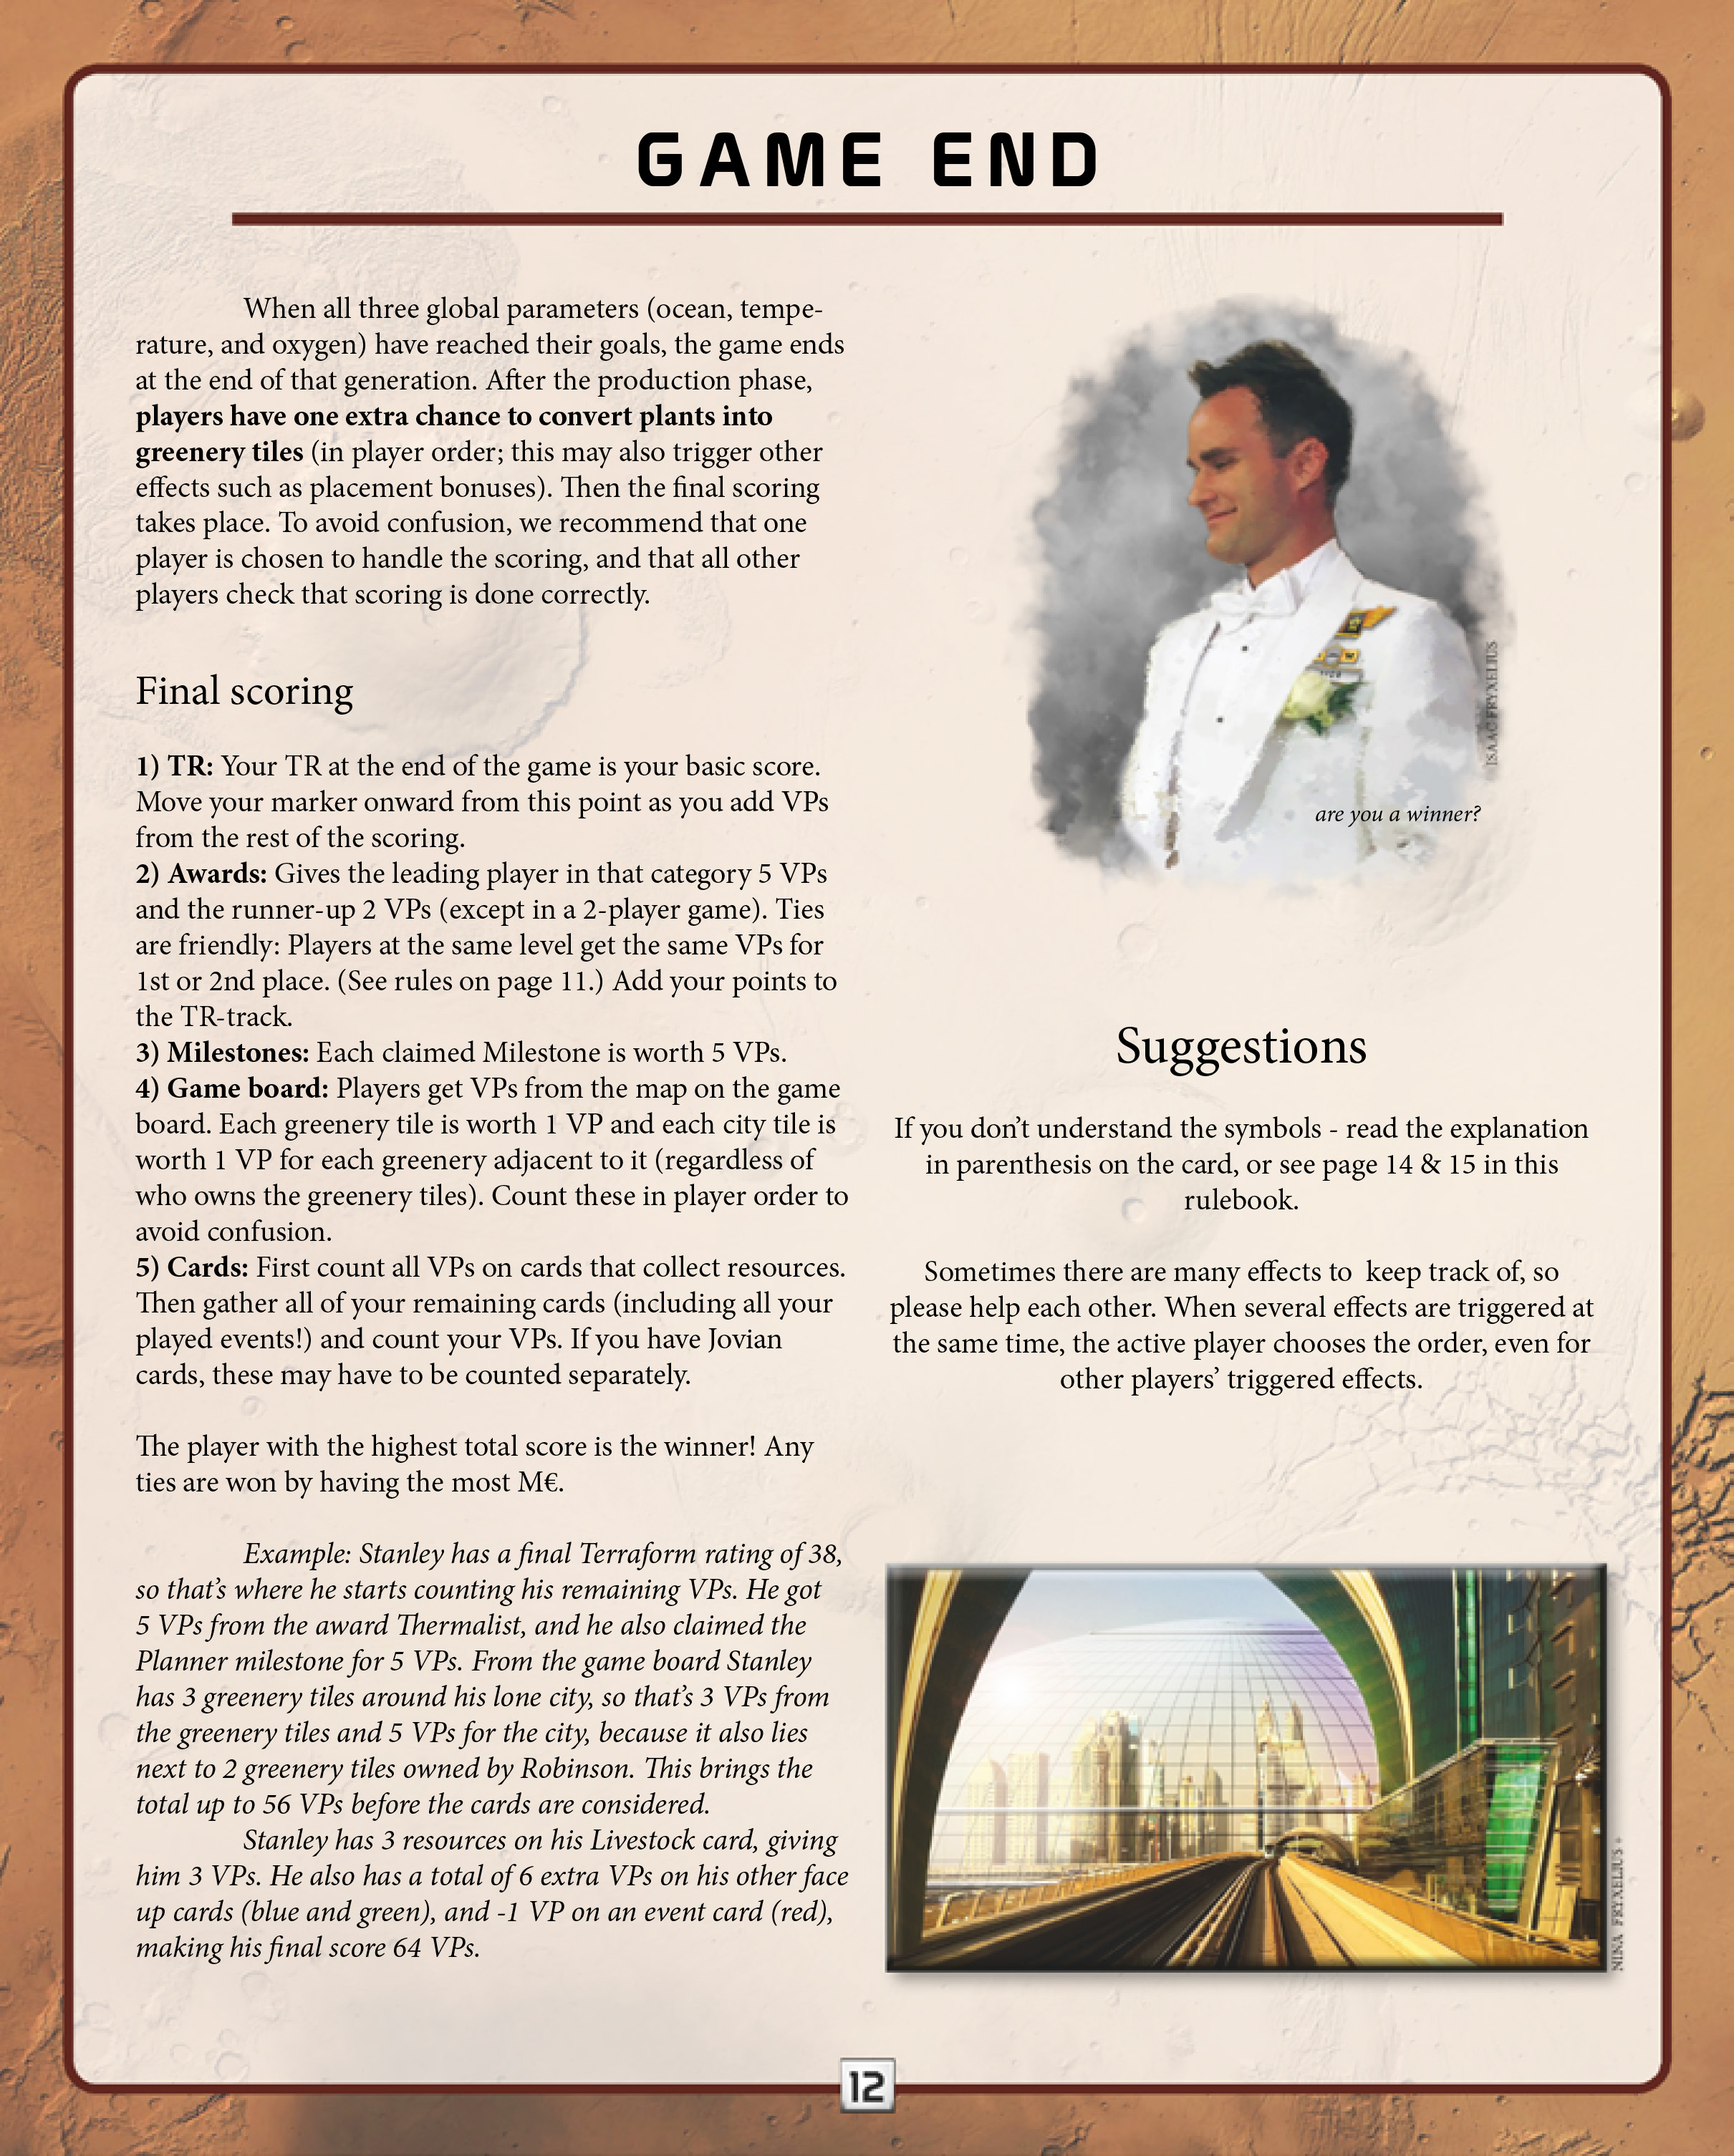 GAME END
When all three global parameters (ocean, tempe-
rature, and oxygen) have reached their goals, the game ends
at the end of that generation. After the production phase,
players have one extra chance to convert plants into
greenery tiles (in player order; this may also trigger other
effects such as placement bonuses). Then the final scoring
takes place. To avoid confusion, we recommend that one
player is chosen to handle the scoring, and that all other
players check that scoring is done correctly.
Final scoring
1) TR: Your TR at the end of the game is your basic score.
Move your marker onward from this point as you add VPs
from the rest of the scoring.
2) Awards: Gives the leading player in that category 5 VPs
and the runner-up 2 VPs (except in a 2-player game). Ties
are friendly: Players at the same level get the same VPs for
1st or 2nd place. (See rules on page 11.) Add your points to
the TR-track.
3) Milestones: Each claimed Milestone is worth 5 VPs.
4) Game board: Players get VPs from the map on the game
board. Each greenery tile is worth 1 VP and each city tile is
worth 1 VP for each greenery adjacent to it (regardless of
who owns the greenery tiles). Count these in player order to
avoid confusion.
5) Cards: First count all VPs on cards that collect resources.
Then gather all of your remaining cards (including all your
played events!) and count your VPs. If you have Jovian
cards, these may have to be counted separately.
The player with the highest total score is the winner! Any
ties are won by having the most M€.
Example: Stanley has a final Terraform rating of 38,
so that's where he starts counting his remaining VPs. He got
5 VPs from the award Thermalist, and he also claimed the
Planner milestone for 5 VPs. From the game board Stanley
has 3 greenery tiles around his lone city, so that's 3 VPs from
the greenery tiles and 5 VPs for the city, because it also lies
next to 2 greenery tiles owned by Robinson. This brings the
total up to 56 VPs before the cards are considered.
Stanley has 3 resources on his Livestock card, giving
him 3 VPs. He also has a total of 6 extra VPs on his other face
up cards (blue and green), and -1 VP on an event card (red),
making his final score 64 VPs.
ISAAC FRYXELIUS
are you a winner?
Suggestions
If you don't understand the symbols - read the explanation
in parenthesis on the card, or see page 14 & 15 in this
rulebook.
Sometimes there are many effects to  keep track of, so
please help each other. When several effects are triggered at
the same time, the active player chooses the order, even for
other players' triggered effects.
NINA FRYXELIUS +
12